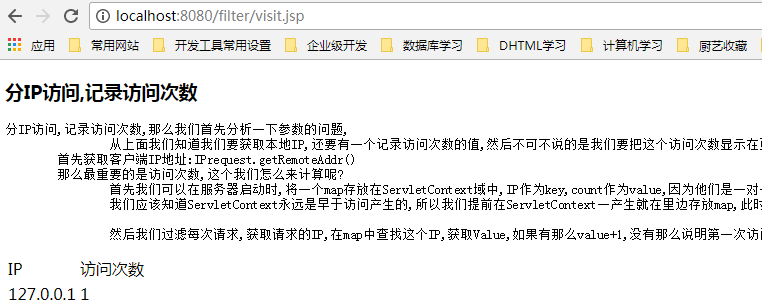 localhost:8080/filter/visit.jsp
应用 常用网站 开发工具常用设置 企业级开发 数据库学习 DHTML学习 计算机学习 厨艺收藏
分IP访问,记录访问次数
分IP访问,记录访问次数,那么我们首先分析一下参数的问题,
从上面我们知道我们要获取本地IP,还要有一个记录访问次数的值,然后不可不说的是我们要把这个访问次数显示在页
首先获取客户端IP地址:IPrequest.getRemoteAddr()
那么最重要的是访问次数,这个我们怎么来计算呢?
首先我们可以在服务器启动时,将一个map存放在ServletContext域中,IP作为key,count作为value,因为他们是一对一
我们应该知道ServletContext永远是早于访问产生的,所以我们提前在ServletContext一产生就在里边存放map,此时
然后我们过滤每次请求,获取请求的IP,在map中查找这个IP,获取Value,如果有那么value+1,没有那么说明第一次访问
IP 访问次数
127.0.0.1 1